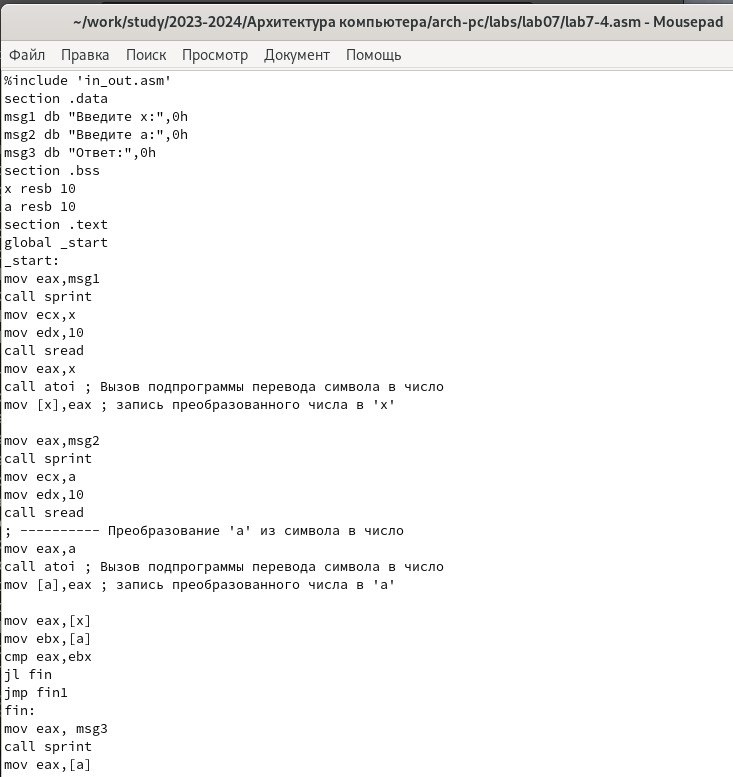 ~/work/study/2023-2024/Архитектура компьютера/arch-pc/labs/lab07/lab7-4.asm - Mousepad
Файл Правка Поиск Просмотр Документ Помощь
%include 'in_out.asm'
section .data
msg1 db "Введите x:",0h
msg2 db "Введите a:",0h
msg3 db "Ответ:",0h
section .bss
x resb 10
a resb 10
section .text
global _start
_start:
mov eax,msg1
call sprint
mov ecx,x
mov edx,10
call sread
mov eax,x
call atoi ; Вызов подпрограммы перевода символа в число
mov [x],eax ; запись преобразованного числа в 'x'

mov eax,msg2
call sprint
mov ecx,a
mov edx,10
call sread
; ---------- Преобразование 'a' из символа в число
mov eax,a
call atoi ; Вызов подпрограммы перевода символа в число
mov [a],eax ; запись преобразованного числа в 'a'

mov eax,[x]
mov ebx,[a]
cmp eax,ebx
jl fin
jmp fin1
fin:
mov eax, msg3
call sprint
mov eax,[a]